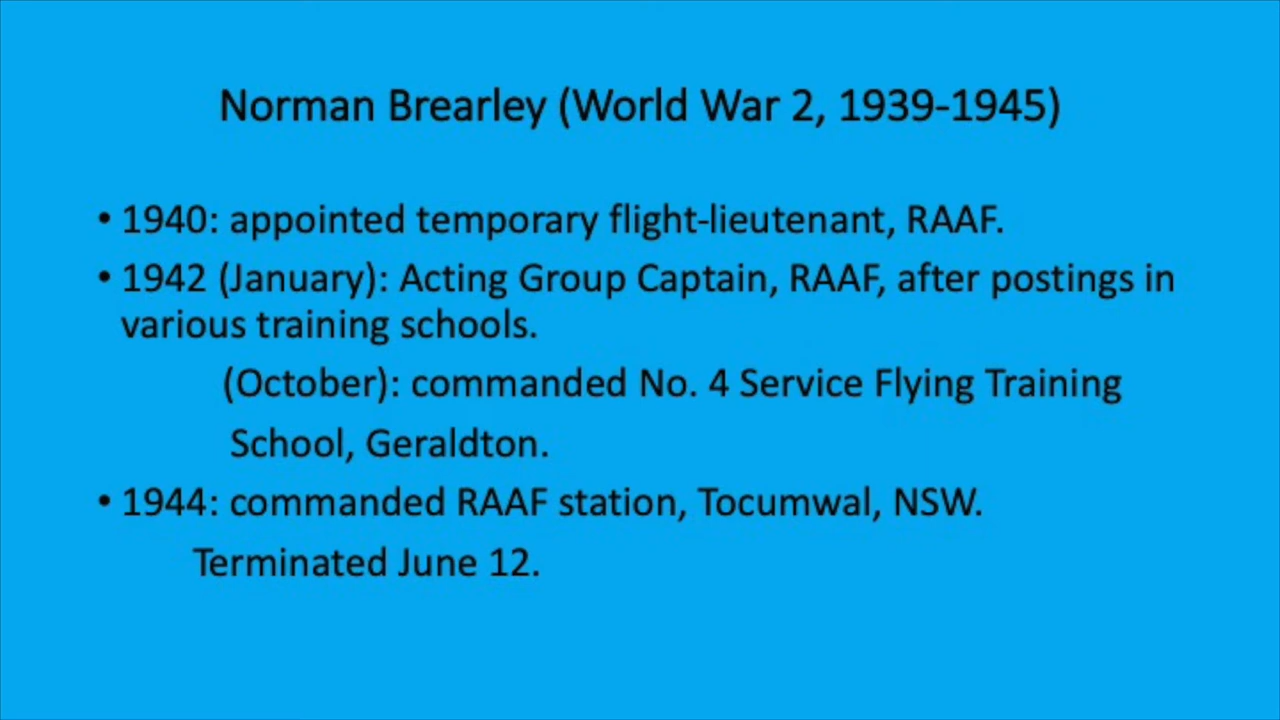 Norman Brearley (World War 2, 1939-1945)
• 1940: appointed temporary flight-lieutenant, RAAF.
• 1942 (January): Acting Group Captain, RAAF, after postings in
various training schools.
(October): commanded No. 4 Service Flying Training
School, Geraldton.
• 1944: commanded RAAF station, Tocumwal, NSW.
Terminated June 12.